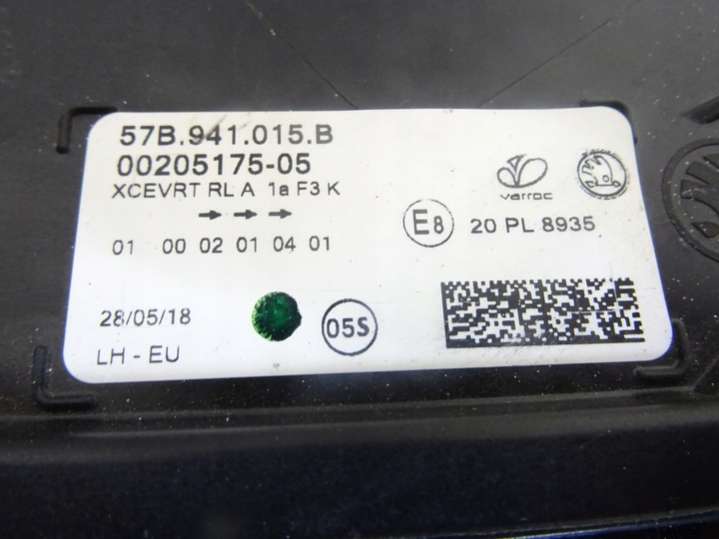 57B.941.015.B
00205175-05
XCEVRT RL A 1a F3 K
01 00 02 01 04 01
varroc
E8 20 PL 8935
28/05/18
05S
LH - EU